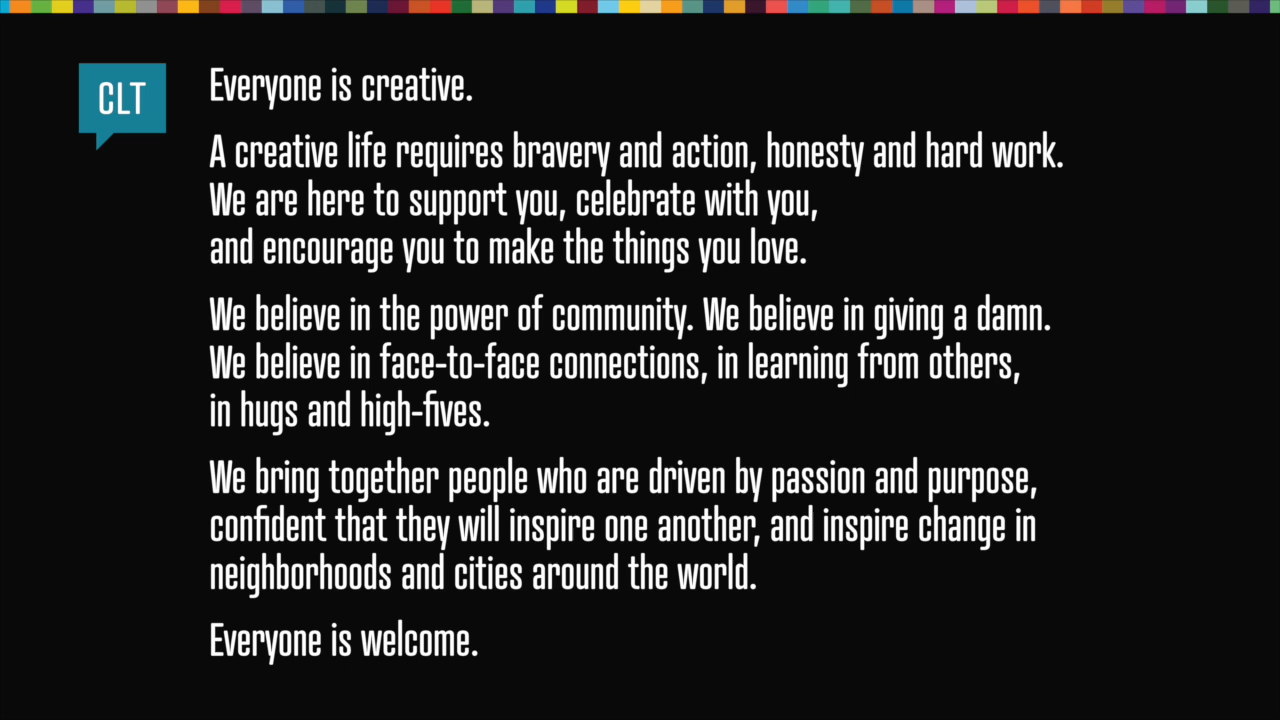 CLT
Everyone is creative.
A creative life requires bravery and action, honesty and hard work.
We are here to support you, celebrate with you,
and encourage you to make the things you love.
We believe in the power of community. We believe in giving a damn.
We believe in face-to-face connections, in learning from others,
in hugs and high-fives.
We bring together people who are driven by passion and purpose,
confident that they will inspire one another, and inspire change in
neighborhoods and cities around the world.
Everyone is welcome.